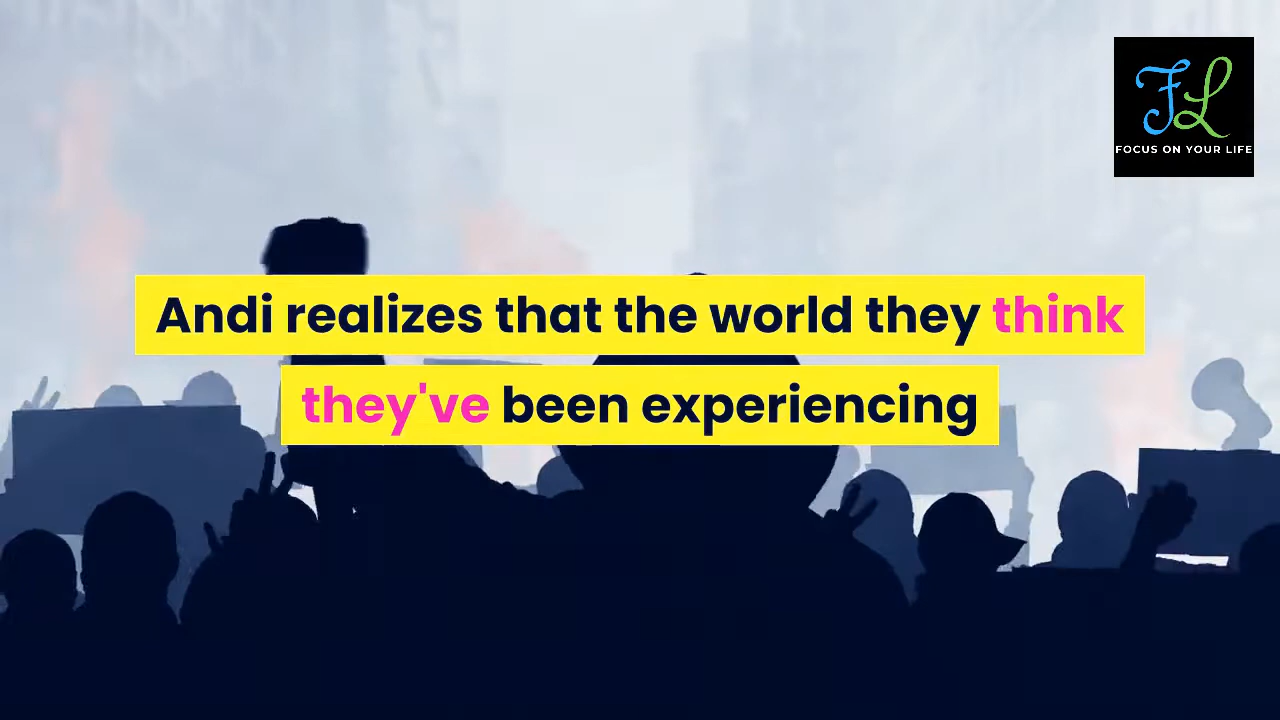 FL
FOCUS ON YOUR LIFE
Andi realizes that the world they think
they've been experiencing